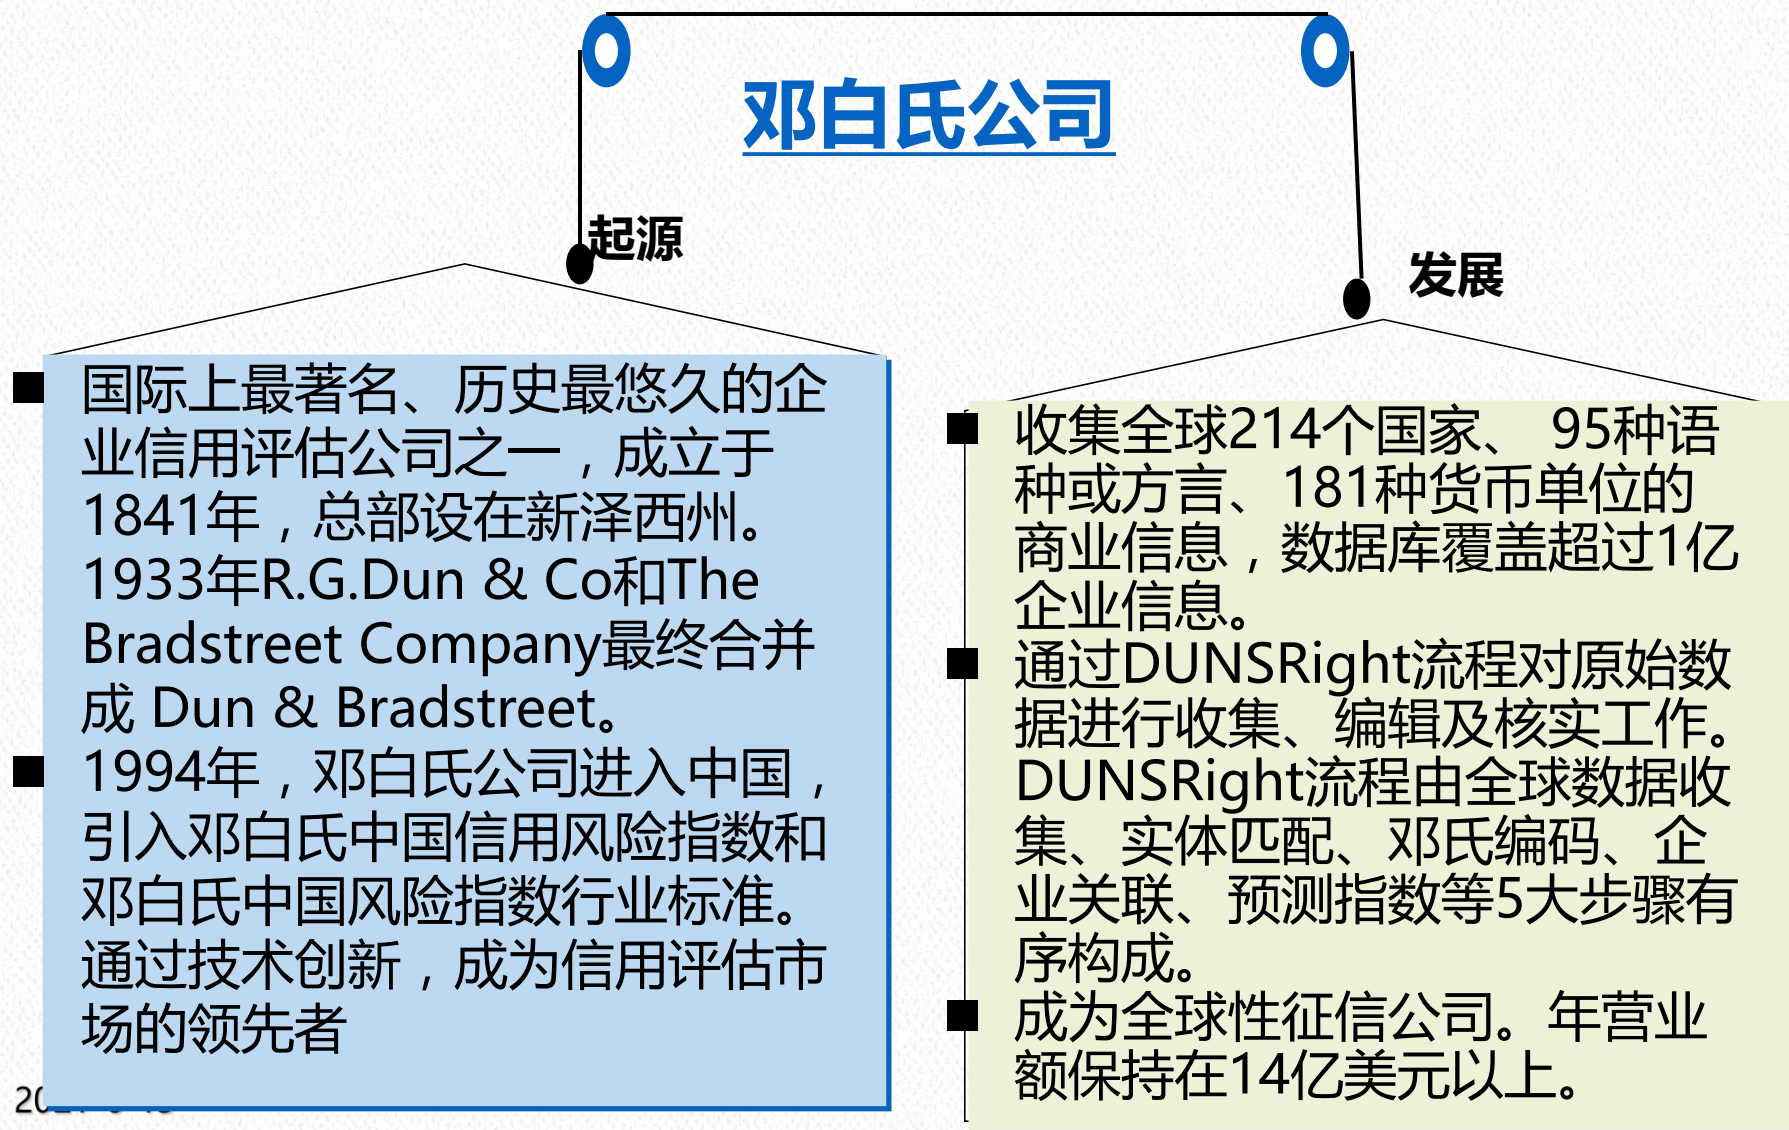 邓白氏公司
起源
国际上最著名、历史最悠久的企
业信用评估公司之一，成立于
1841年，总部设在新泽西州。
1933年R.G.Dun & Co和The
Bradstreet Company最终合并
成 Dun & Bradstreet。
1994年，邓白氏公司进入中国，
引入邓白氏中国信用风险指数和
邓白氏中国风险指数行业标准。
通过技术创新，成为信用评估市
场的领先者
发展
收集全球214个国家、 95种语
种或方言、181种货币单位的
商业信息，数据库覆盖超过1亿
企业信息。
通过DUNSRight流程对原始数
据进行收集、编辑及核实工作。
DUNSRight流程由全球数据收
集、实体匹配、邓氏编码、企
业关联、预测指数等5大步骤有
序构成。
成为全球性征信公司。年营业
额保持在14亿美元以上。